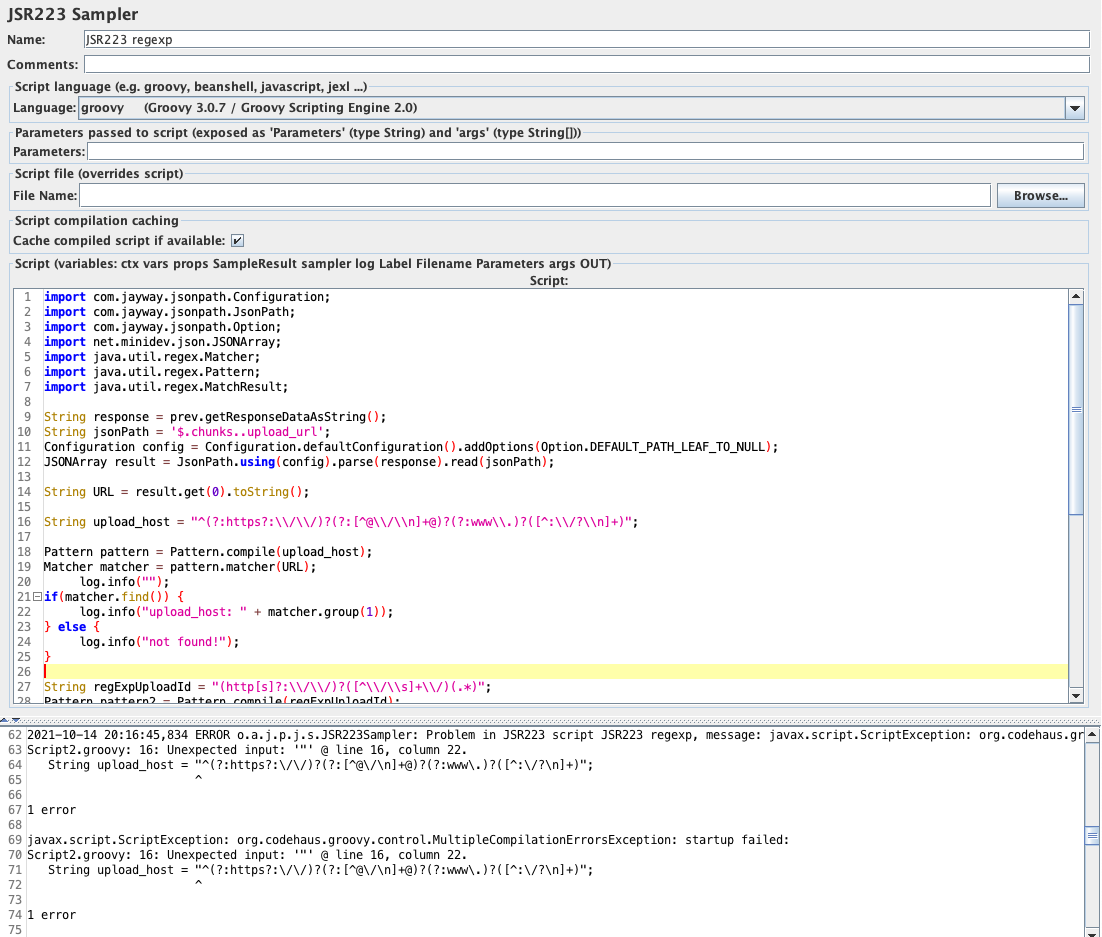 JSR223 Sampler
Name: JSR223 regexp
Comments:
Script language (e.g. groovy, beanshell, javascript, jexl ...)
Language: groovy (Groovy 3.0.7 / Groovy Scripting Engine 2.0)
Parameters passed to script (exposed as 'Parameters' (type String) and 'args' (type String[]))
Parameters:
Script file (overrides script)
File Name: Browse...
Script compilation caching
Cache compiled script if available:
Script (variables: ctx vars props SampleResult sampler log Label Filename Parameters args OUT)
Script:
1 import com.jayway.jsonpath.Configuration;
2 import com.jayway.jsonpath.JsonPath;
3 import com.jayway.jsonpath.Option;
4 import net.minidev.json.JSONArray;
5 import java.util.regex.Matcher;
6 import java.util.regex.Pattern;
7 import java.util.regex.MatchResult;
8
9 String response = prev.getResponseDataAsString();
10 String jsonPath = '$.chunks..upload_url';
11 Configuration config = Configuration.defaultConfiguration().addOptions(Option.DEFAULT_PATH_LEAF_TO_NULL);
12 JSONArray result = JsonPath.using(config).parse(response).read(jsonPath);
13
14 String URL = result.get(0).toString();
15
16 String upload_host = "^(?:https?:\\/\\/)?(?:[^@\\/\\n]+@)?(?:www\\.)?([^:\\/?\\n]+)";
17
18 Pattern pattern = Pattern.compile(upload_host);
19 Matcher matcher = pattern.matcher(URL);
20 log.info("");
21 if(matcher.find()) {
22 log.info("upload_host: " + matcher.group(1));
23 } else {
24 log.info("not found!");
25 }
26
27 String regExpUploadId = "(http[s]?:\\/\\/)?([^\\/\\s]+\\/)(.*)";
28 Pattern pattern2 = Pattern.compile(regExpUploadId);
62 2021-10-14 20:16:45,834 ERROR o.a.j.p.j.s.JSR223Sampler: Problem in JSR223 script JSR223 regexp, message: javax.script.ScriptException: org.codehaus.gr
63 Script2.groovy: 16: Unexpected input: '"' @ line 16, column 22.
64 String upload_host = "^(?:https?:\/\/)?(?:[^@\/\n]+@)?(?:www\.)?([^:\/?\n]+)";
65 ^
66
67 1 error
68
69 javax.script.ScriptException: org.codehaus.groovy.control.MultipleCompilationErrorsException: startup failed:
70 Script2.groovy: 16: Unexpected input: '"' @ line 16, column 22.
71 String upload_host = "^(?:https?:\/\/)?(?:[^@\/\n]+@)?(?:www\.)?([^:\/?\n]+)";
72 ^
73
74 1 error
75